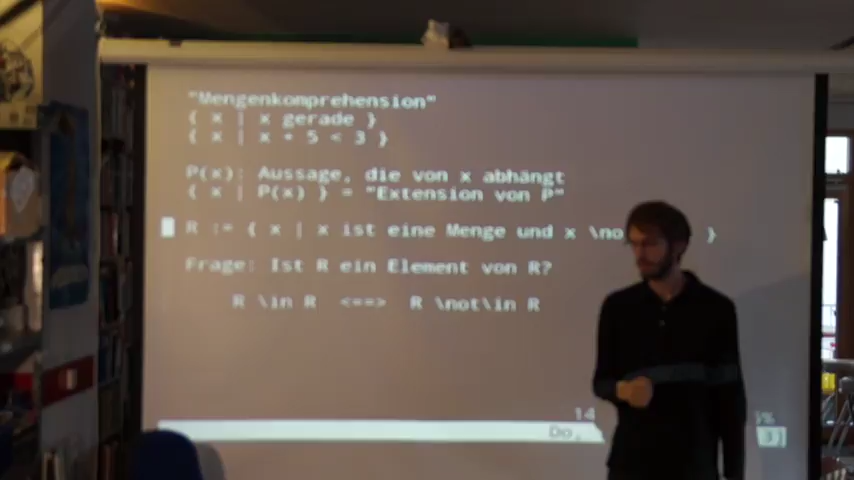 "Mengenkomprehension"
{ x | x gerade }
{ x | x + 5 < 3 }
P(x): Aussage, die von x abhängt
{ x | P(x) } = "Extension von P"
R := { x | x ist eine Menge und x \no }
Frage: Ist R ein Element von R?
R \in R <==> R \not\in R
14
Do,